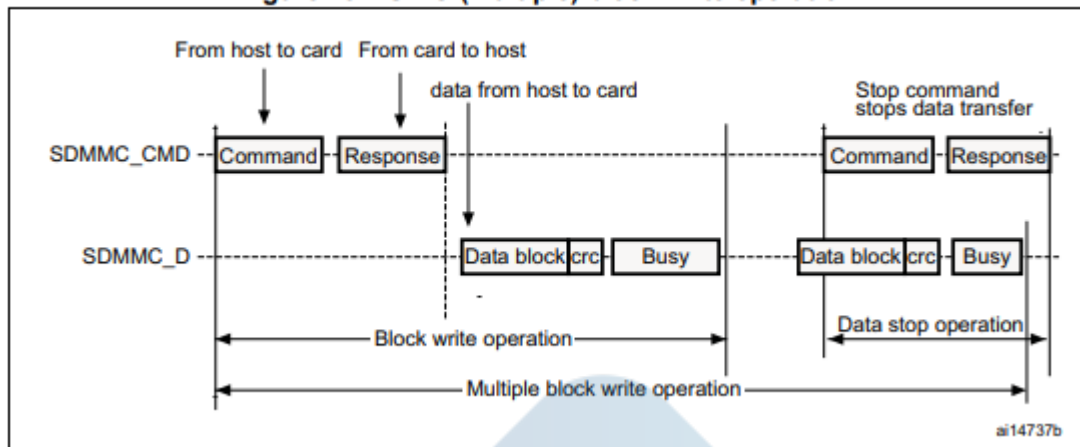 From host to card From card to host
data from host to card
Stop command
stops data transfer
SDMMC_CMD Command Response Command Response
SDMMC_D Data block crc Busy Data block crc Busy
Block write operation Data stop operation
Multiple block write operation
ai14737b